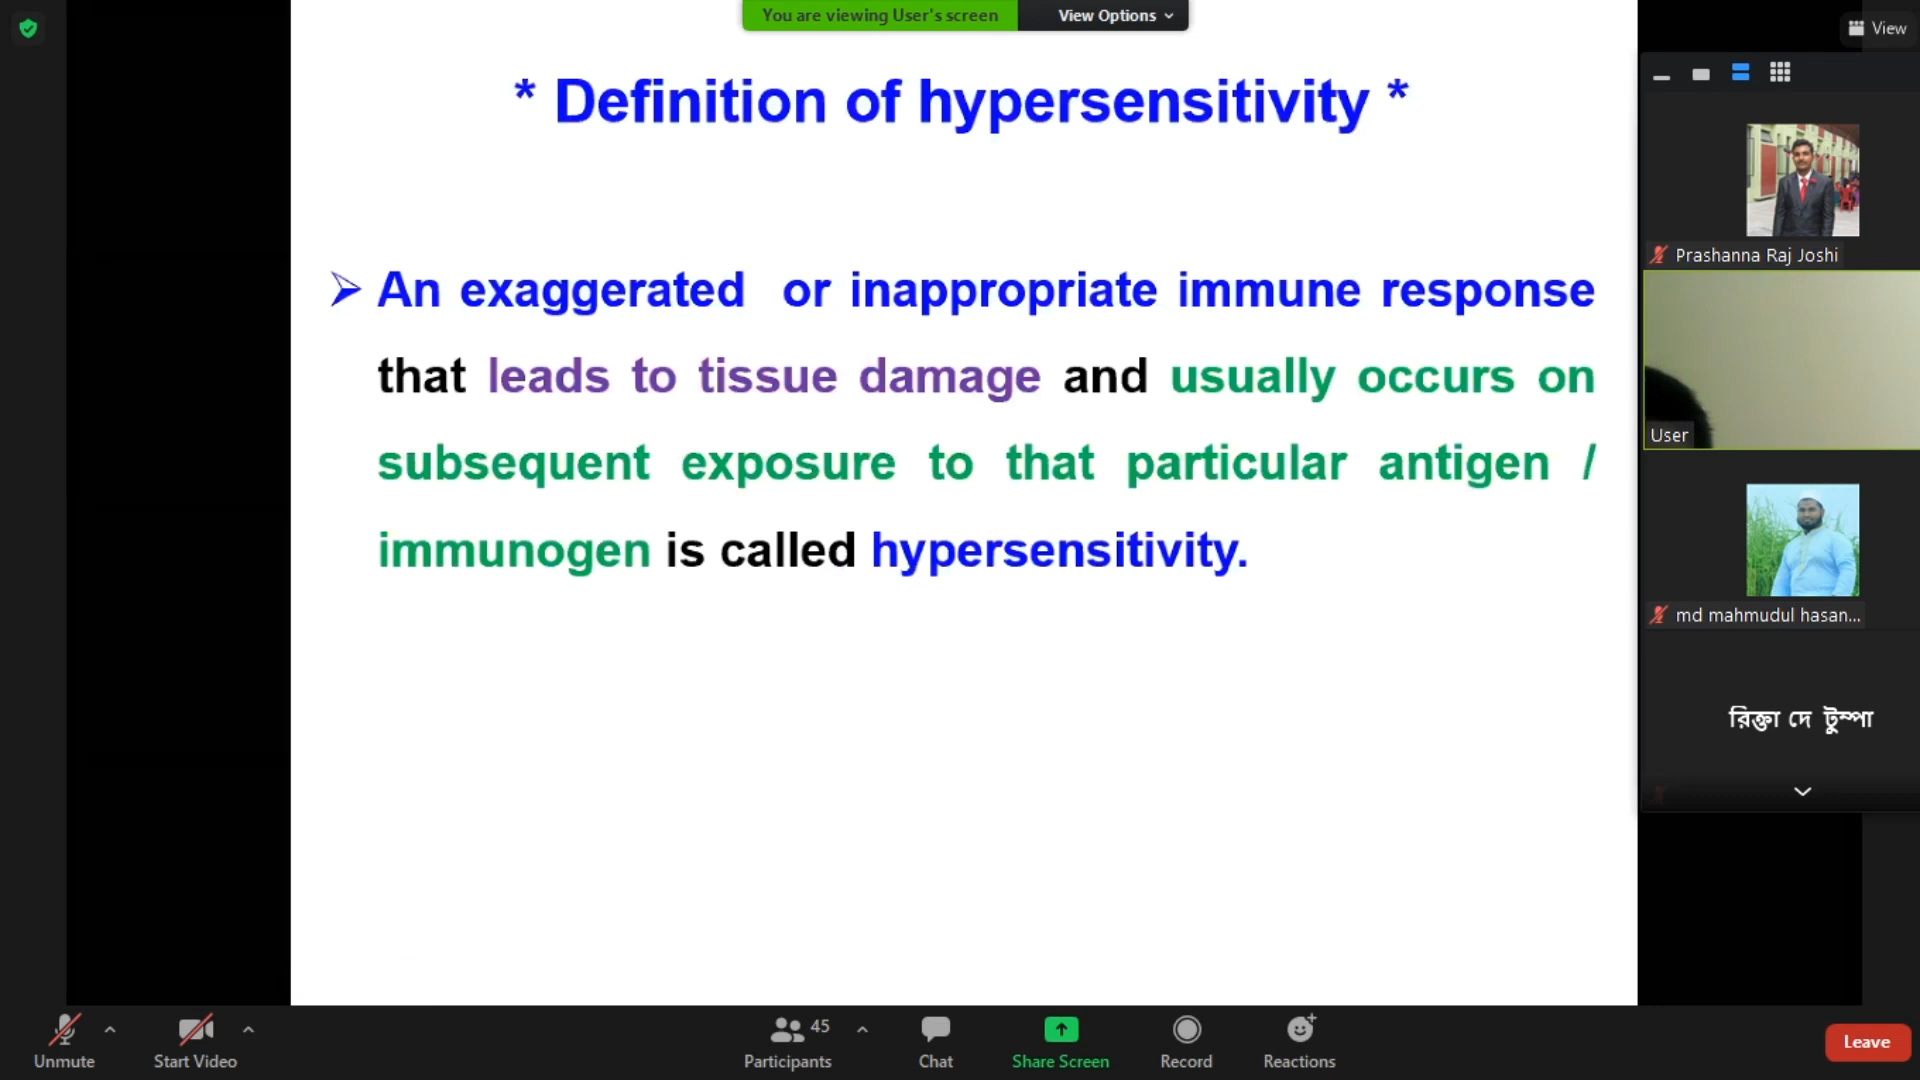 You are viewing User's screen
View Options
View
* Definition of hypersensitivity *
An exaggerated or inappropriate immune response
that leads to tissue damage and usually occurs on
subsequent exposure to that particular antigen /
immunogen is called hypersensitivity.
Prashanna Raj Joshi
User
md mahmudul hasan...
রিক্তা দে টুম্পা
Unmute
Start Video
45
Participants
Chat
Share Screen
Record
Reactions
Leave